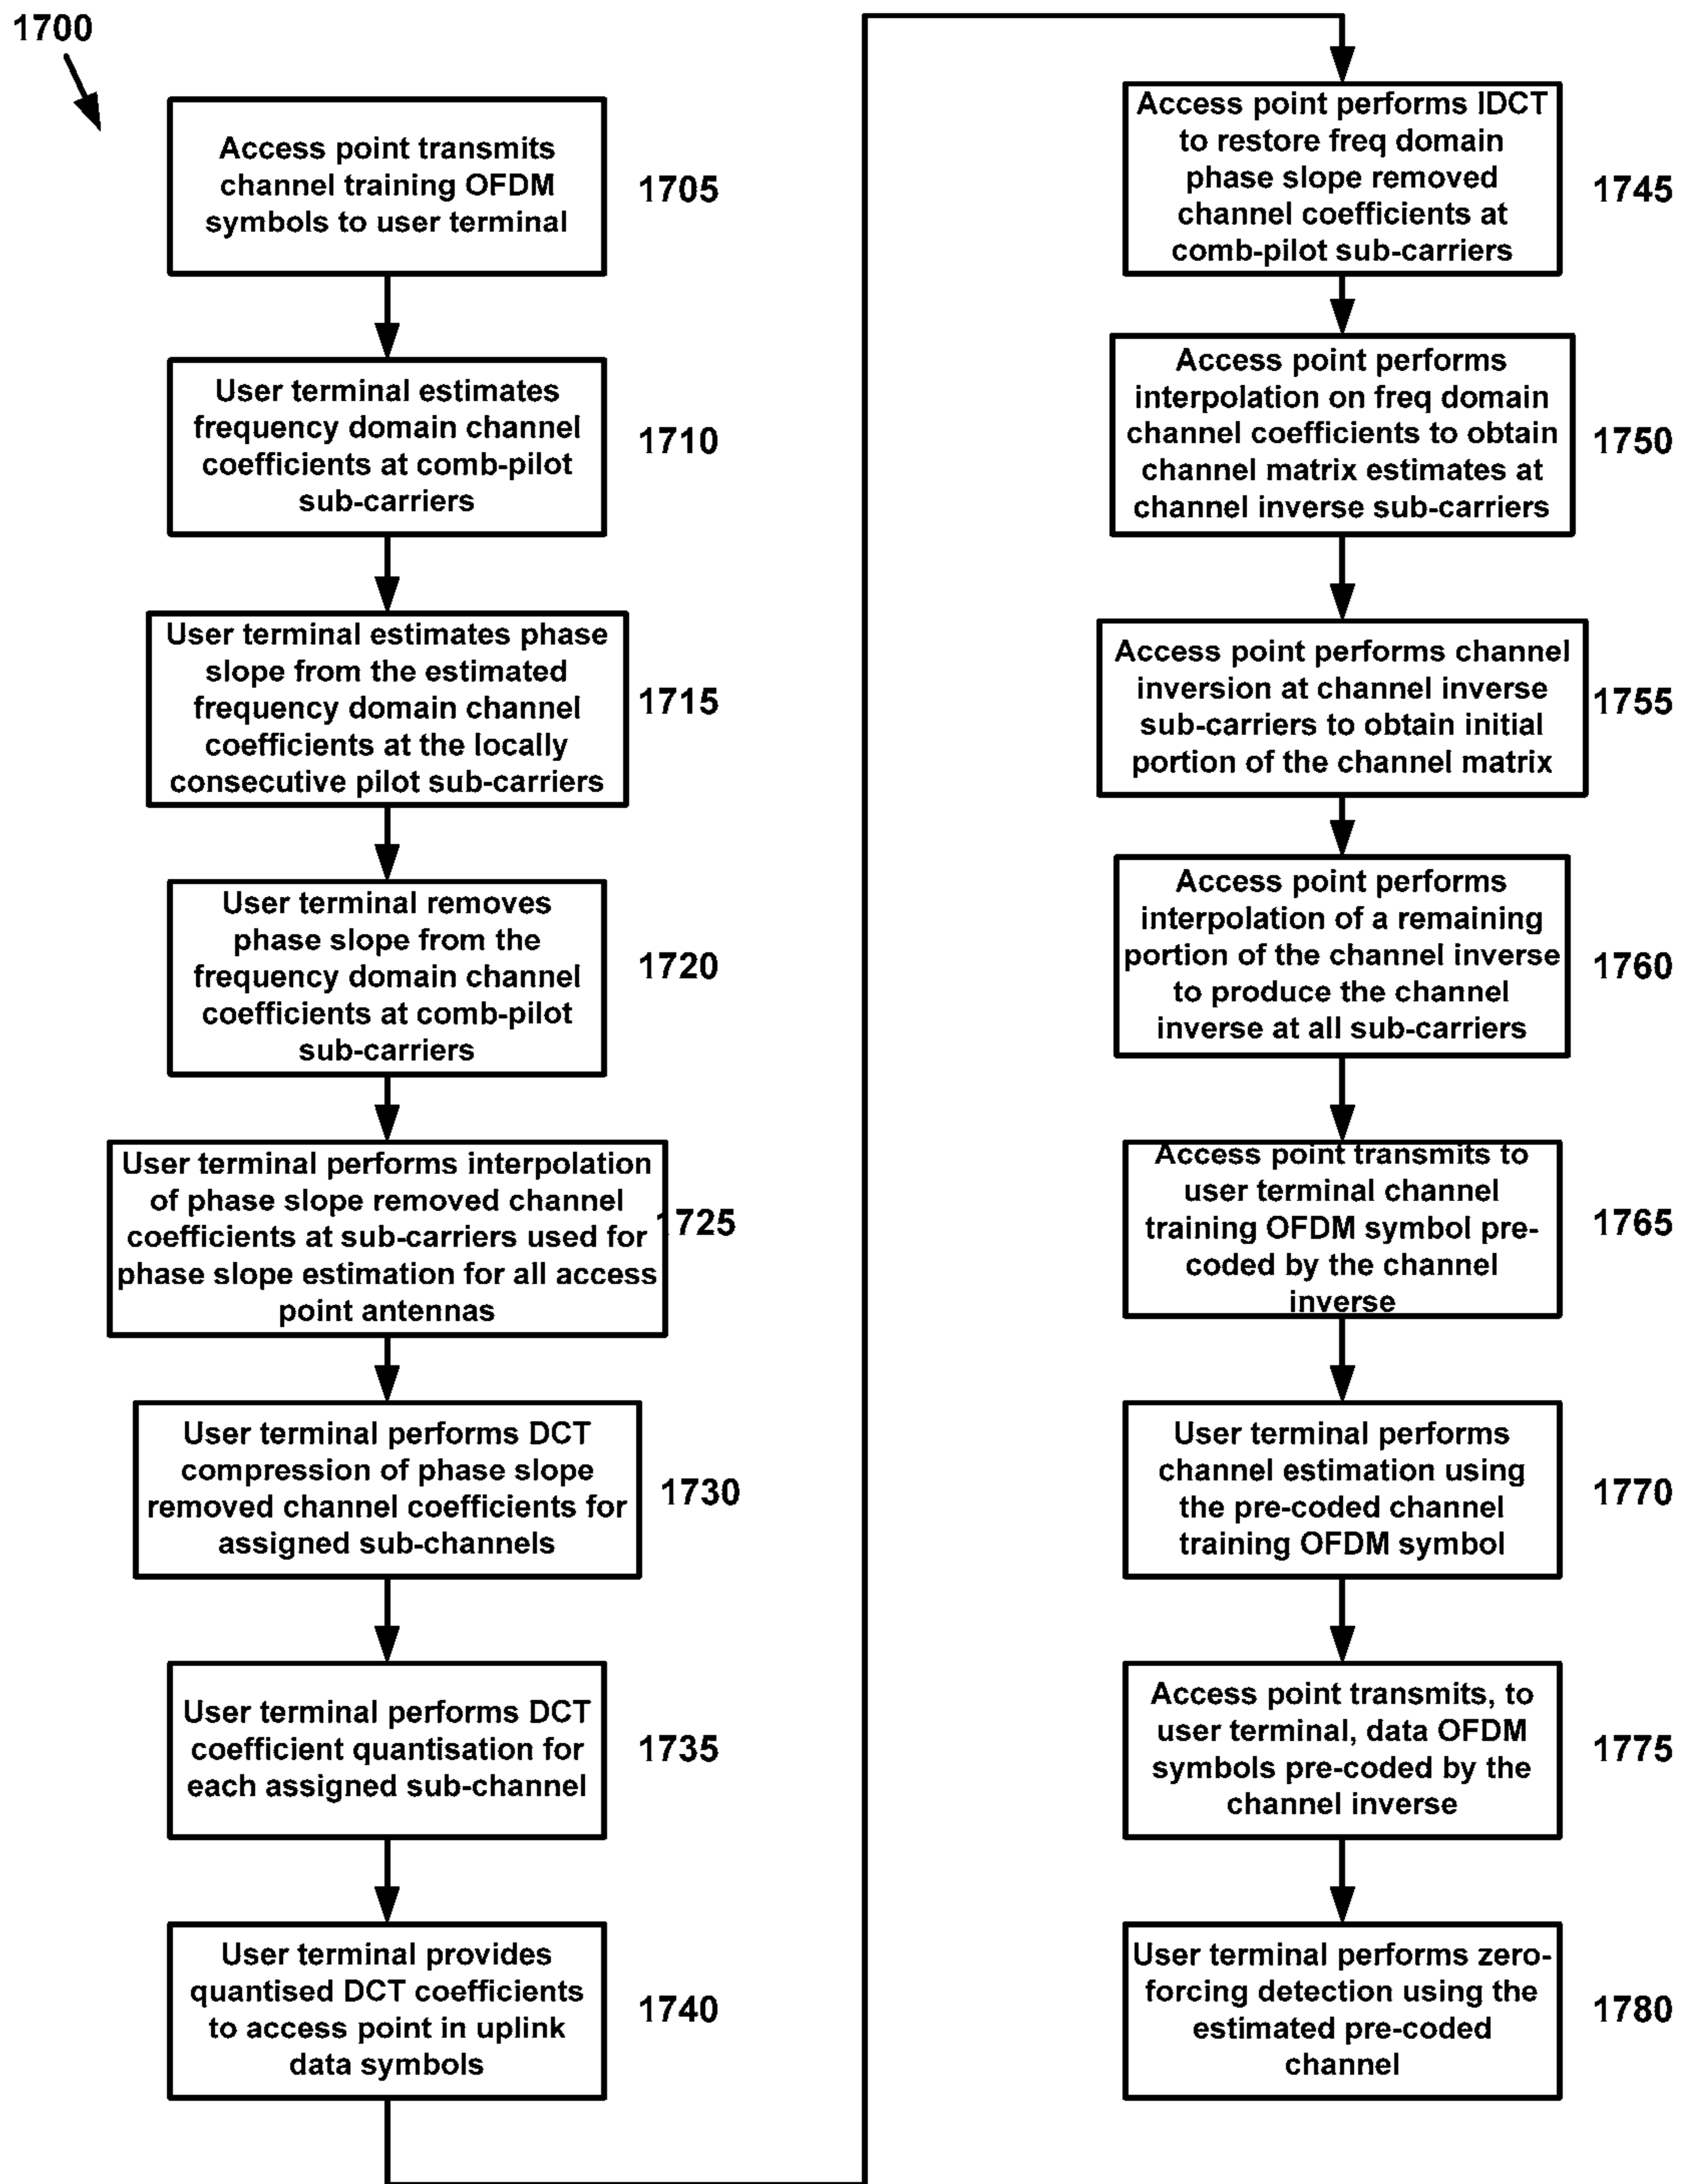 1700
Access point transmits
channel training OFDM
symbols to user terminal
1705
User terminal estimates
frequency domain channel
coefficients at comb-pilot
sub-carriers
1710
User terminal estimates phase
slope from the estimated
frequency domain channel
coefficients at the locally
consecutive pilot sub-carriers
1715
User terminal removes
phase slope from the
frequency domain channel
coefficients at comb-pilot
sub-carriers
1720
User terminal performs interpolation
of phase slope removed channel
coefficients at sub-carriers used for
phase slope estimation for all access
point antennas
1725
User terminal performs DCT
compression of phase slope
removed channel coefficients for
assigned sub-channels
1730
User terminal performs DCT
coefficient quantisation for
each assigned sub-channel
1735
User terminal provides
quantised DCT coefficients
to access point in uplink
data symbols
1740
Access point performs IDCT
to restore freq domain
phase slope removed
channel coefficients at
comb-pilot sub-carriers
1745
Access point performs
interpolation on freq domain
channel coefficients to obtain
channel matrix estimates at
channel inverse sub-carriers
1750
Access point performs channel
inversion at channel inverse
sub-carriers to obtain initial
portion of the channel matrix
1755
Access point performs
interpolation of a remaining
portion of the channel inverse
to produce the channel
inverse at all sub-carriers
1760
Access point transmits to
user terminal channel
training OFDM symbol pre-
coded by the channel
inverse
1765
User terminal performs
channel estimation using
the pre-coded channel
training OFDM symbol
1770
Access point transmits, to
user terminal, data OFDM
symbols pre-coded by the
channel inverse
1775
User terminal performs zero-
forcing detection using the
estimated pre-coded
channel
1780